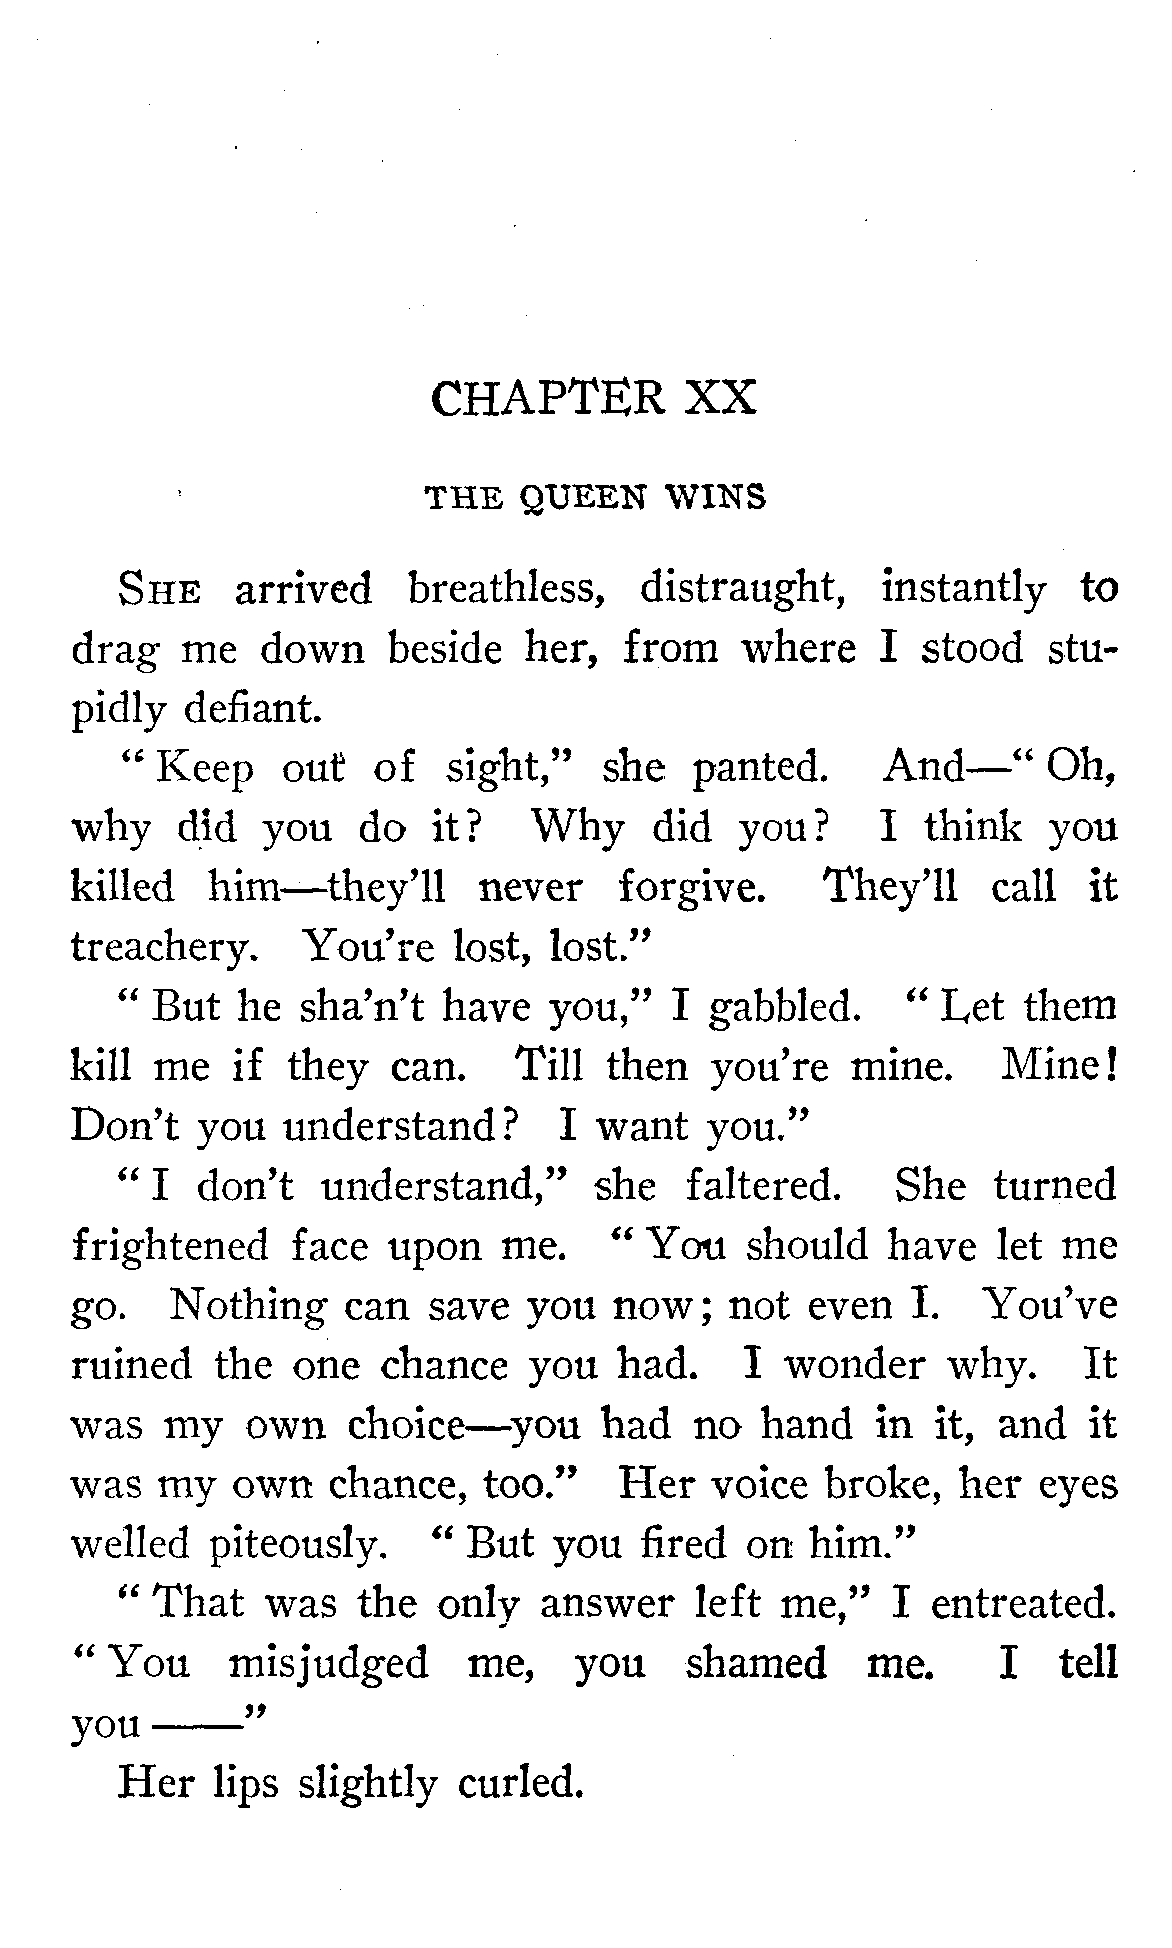 CHAPTER XX
THE QUEEN WINS
SHE arrived breathless, distraught, instantly to
drag me down beside her, from where I stood stu-
pidly defiant.
“ Keep out of sight,” she panted. And—“ Oh,
why did you do it? Why did you? I think you
killed him—they’ll never forgive. They’ll call it
treachery. You’re lost, lost.”
“ But he sha’n’t have you,” I gabbled. “ Let them
kill me if they can. Till then you’re mine. Mine!
Don’t you understand? I want you.”
“ I don’t understand,” she faltered. She turned
frightened face upon me. “ You should have let me
go. Nothing can save you now; not even I. You’ve
ruined the one chance you had. I wonder why. It
was my own choice—you had no hand in it, and it
was my own chance, too.” Her voice broke, her eyes
welled piteously. “ But you fired on him.”
“ That was the only answer left me,” I entreated.
“ You misjudged me, you shamed me. I tell
you ——”
Her lips slightly curled.